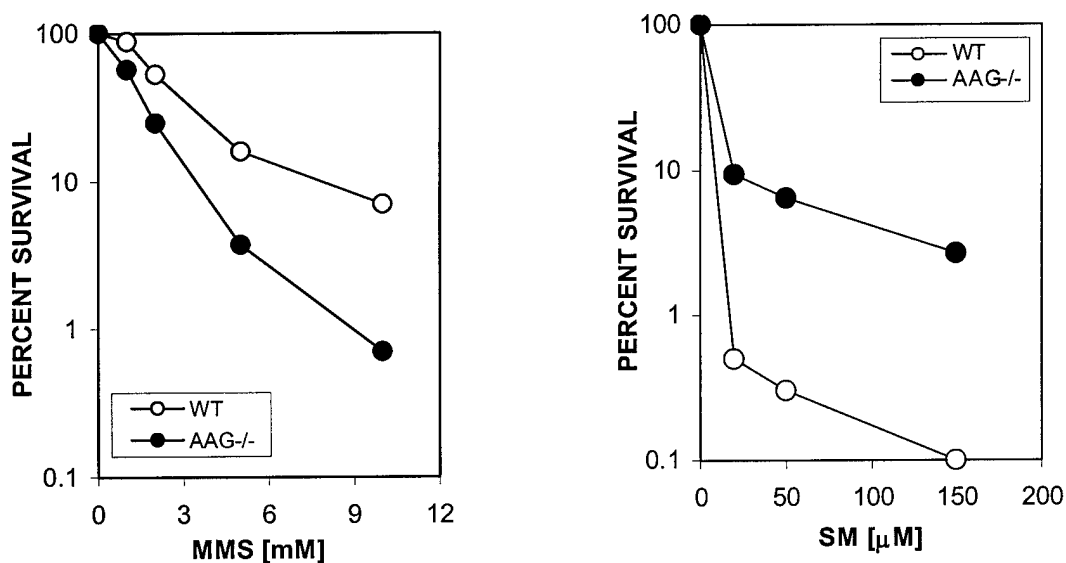 PERCENT SURVIVAL
100
10
1
0.1
WT
AAG-/-
0 3 6 9 12
MMS [mM]
PERCENT SURVIVAL
100
10
1
0.1
WT
AAG-/-
0 50 100 150 200
SM [μM]